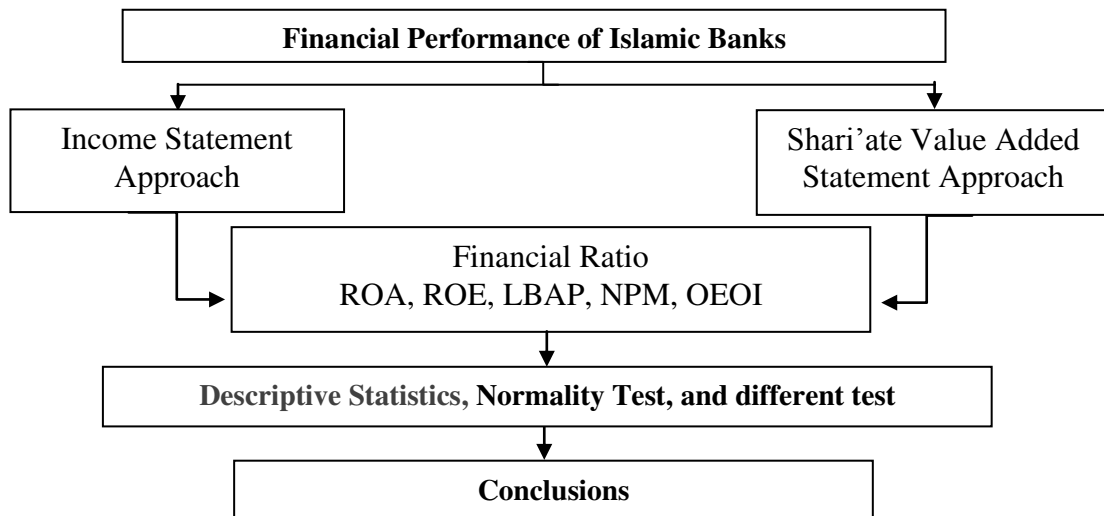 Financial Performance of Islamic Banks
Income Statement
Approach
Shari’ate Value Added
Statement Approach
Financial Ratio
ROA, ROE, LBAP, NPM, OEOI
Descriptive Statistics, Normality Test, and different test
Conclusions